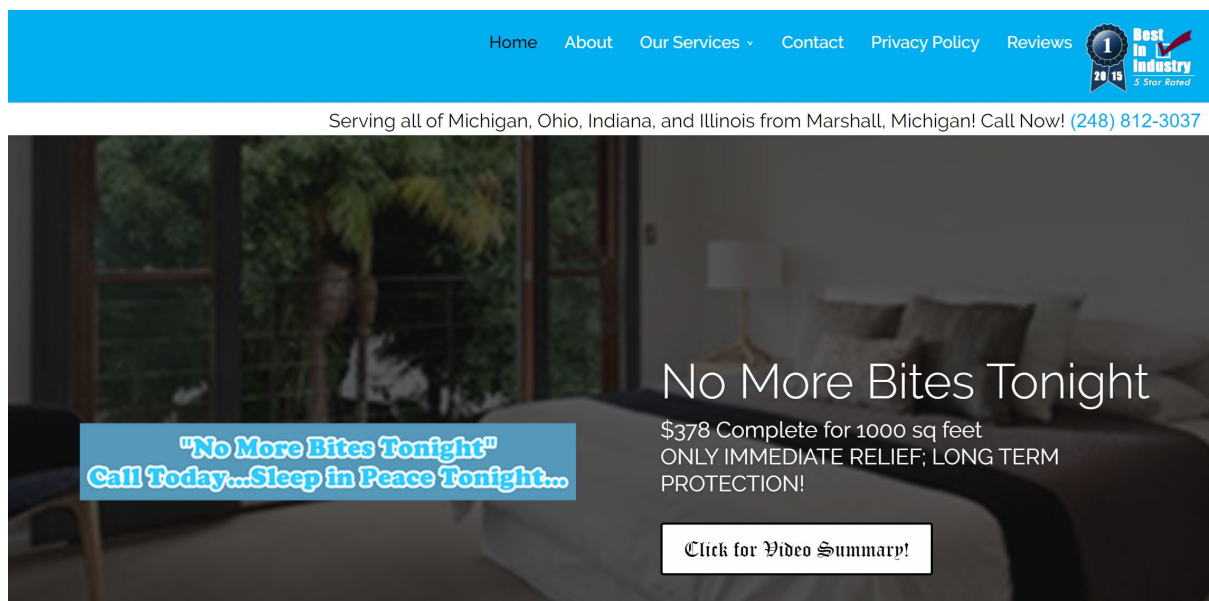 Home About Our Services ˅ Contact Privacy Policy Reviews
1
20 15
Best
In
Industry
5 Star Rated
Serving all of Michigan, Ohio, Indiana, and Illinois from Marshall, Michigan! Call Now! (248) 812-3037
"No More Bites Tonight"
Call Today...Sleep in Peace Tonight...
No More Bites Tonight
$378 Complete for 1000 sq feet
ONLY IMMEDIATE RELIEF; LONG TERM
PROTECTION!
Click for Video Summary!